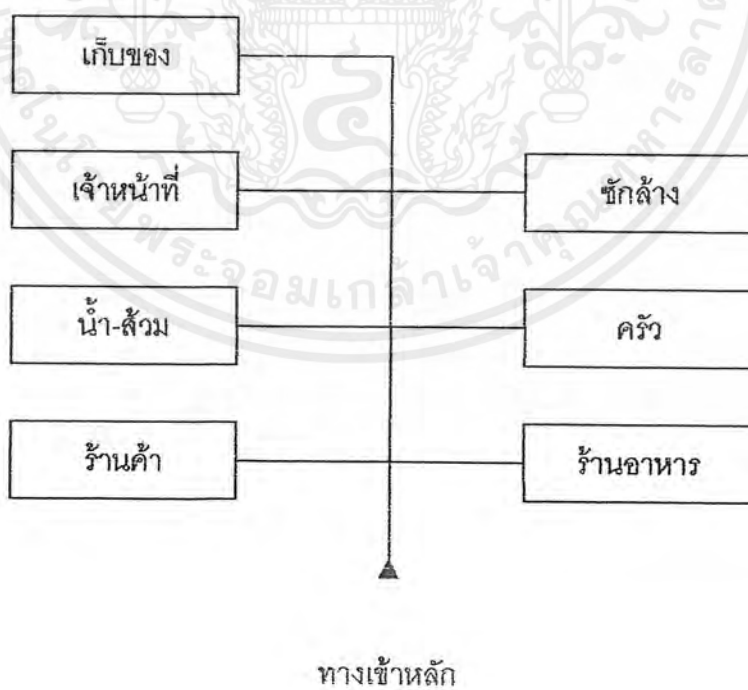 เก็บของ
เจ้าหน้าที่
ซักล้าง
น้ำ-ส้วม
ครัว
ร้านค้า
ร้านอาหาร
ทางเข้าหลัก